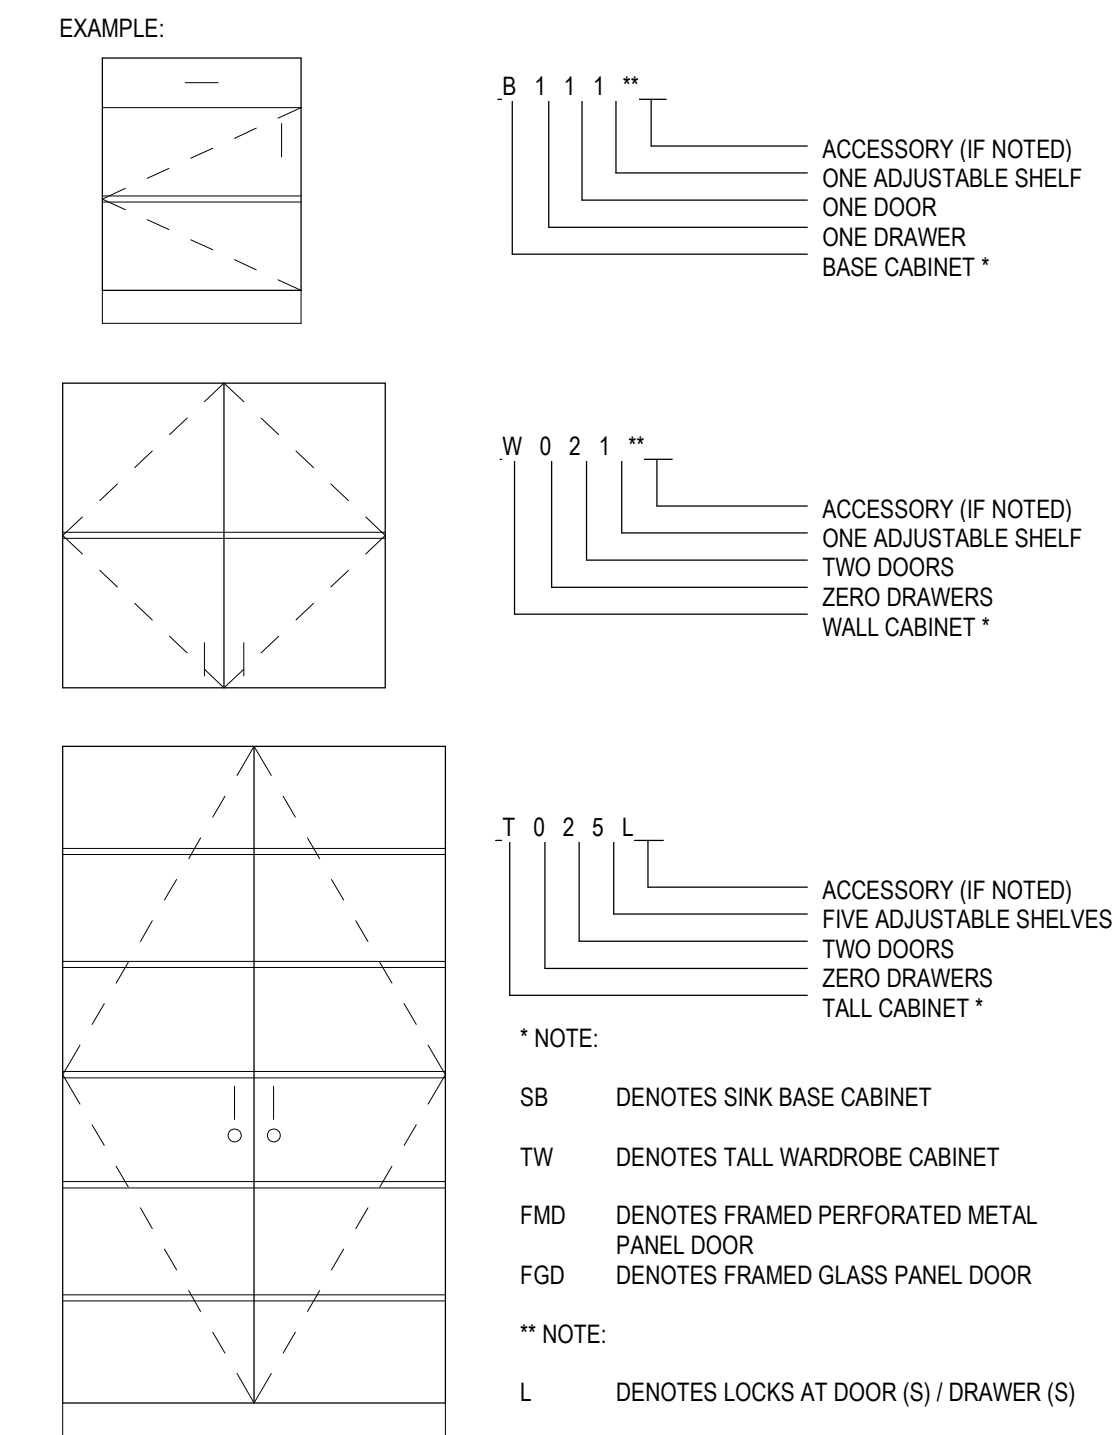 EXAMPLE:
B 1 1 1 **
ACCESSORY (IF NOTED)
ONE ADJUSTABLE SHELF
ONE DOOR
ONE DRAWER
BASE CABINET *
W 0 2 1 **
ACCESSORY (IF NOTED)
ONE ADJUSTABLE SHELF
TWO DOORS
ZERO DRAWERS
WALL CABINET *
T 0 2 5 L
ACCESSORY (IF NOTED)
FIVE ADJUSTABLE SHELVES
TWO DOORS
ZERO DRAWERS
TALL CABINET *
* NOTE:
SB DENOTES SINK BASE CABINET
TW DENOTES TALL WARDROBE CABINET
FMD DENOTES FRAMED PERFORATED METAL
PANEL DOOR
FGD DENOTES FRAMED GLASS PANEL DOOR
** NOTE:
L DENOTES LOCKS AT DOOR (S) / DRAWER (S)